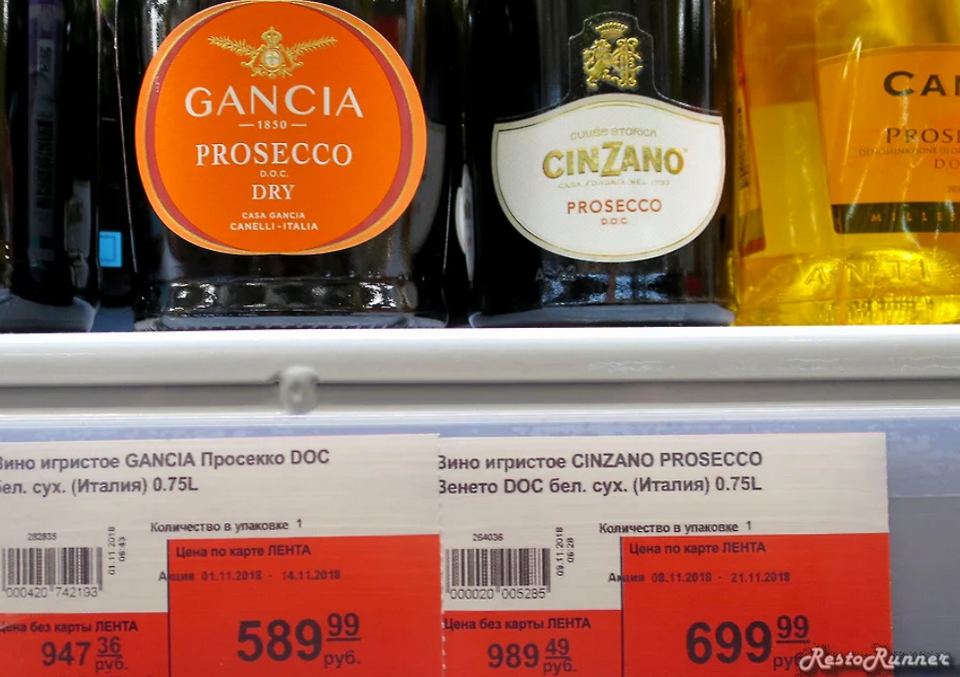 GANCIA
1850
PROSECCO
D.O.C.
DRY
CASA GANCIA
CANELLI - ITALIA
CUVÉE STORICA
CINZANO
CASA FONDATA NEL 1757
PROSECCO
D.O.C.
CAN
PROSE
DENOMINAZIONE DI O
D.O
MILLES
Вино игристое GANCIA Просекко DOC
бел. сух. (Италия) 0.75L
Количество в упаковке 1
282835
01.11.2018
06:43
000420 742193
Цена по карте ЛЕНТА
Акция 01.11.2018 - 14.11.2018
589 99
руб.
Цена без карты ЛЕНТА
947 36
руб.
Вино игристое CINZANO PROSECCO
Венето DOC бел. сух. (Италия) 0.75L
Количество в упаковке 1
264036
09.11.2018
06:28
000020 005285
Цена по карте ЛЕНТА
Акция 08.11.2018 - 21.11.2018
699 99
руб.
Цена без карты ЛЕНТА
989 49
руб.
RestoRunner